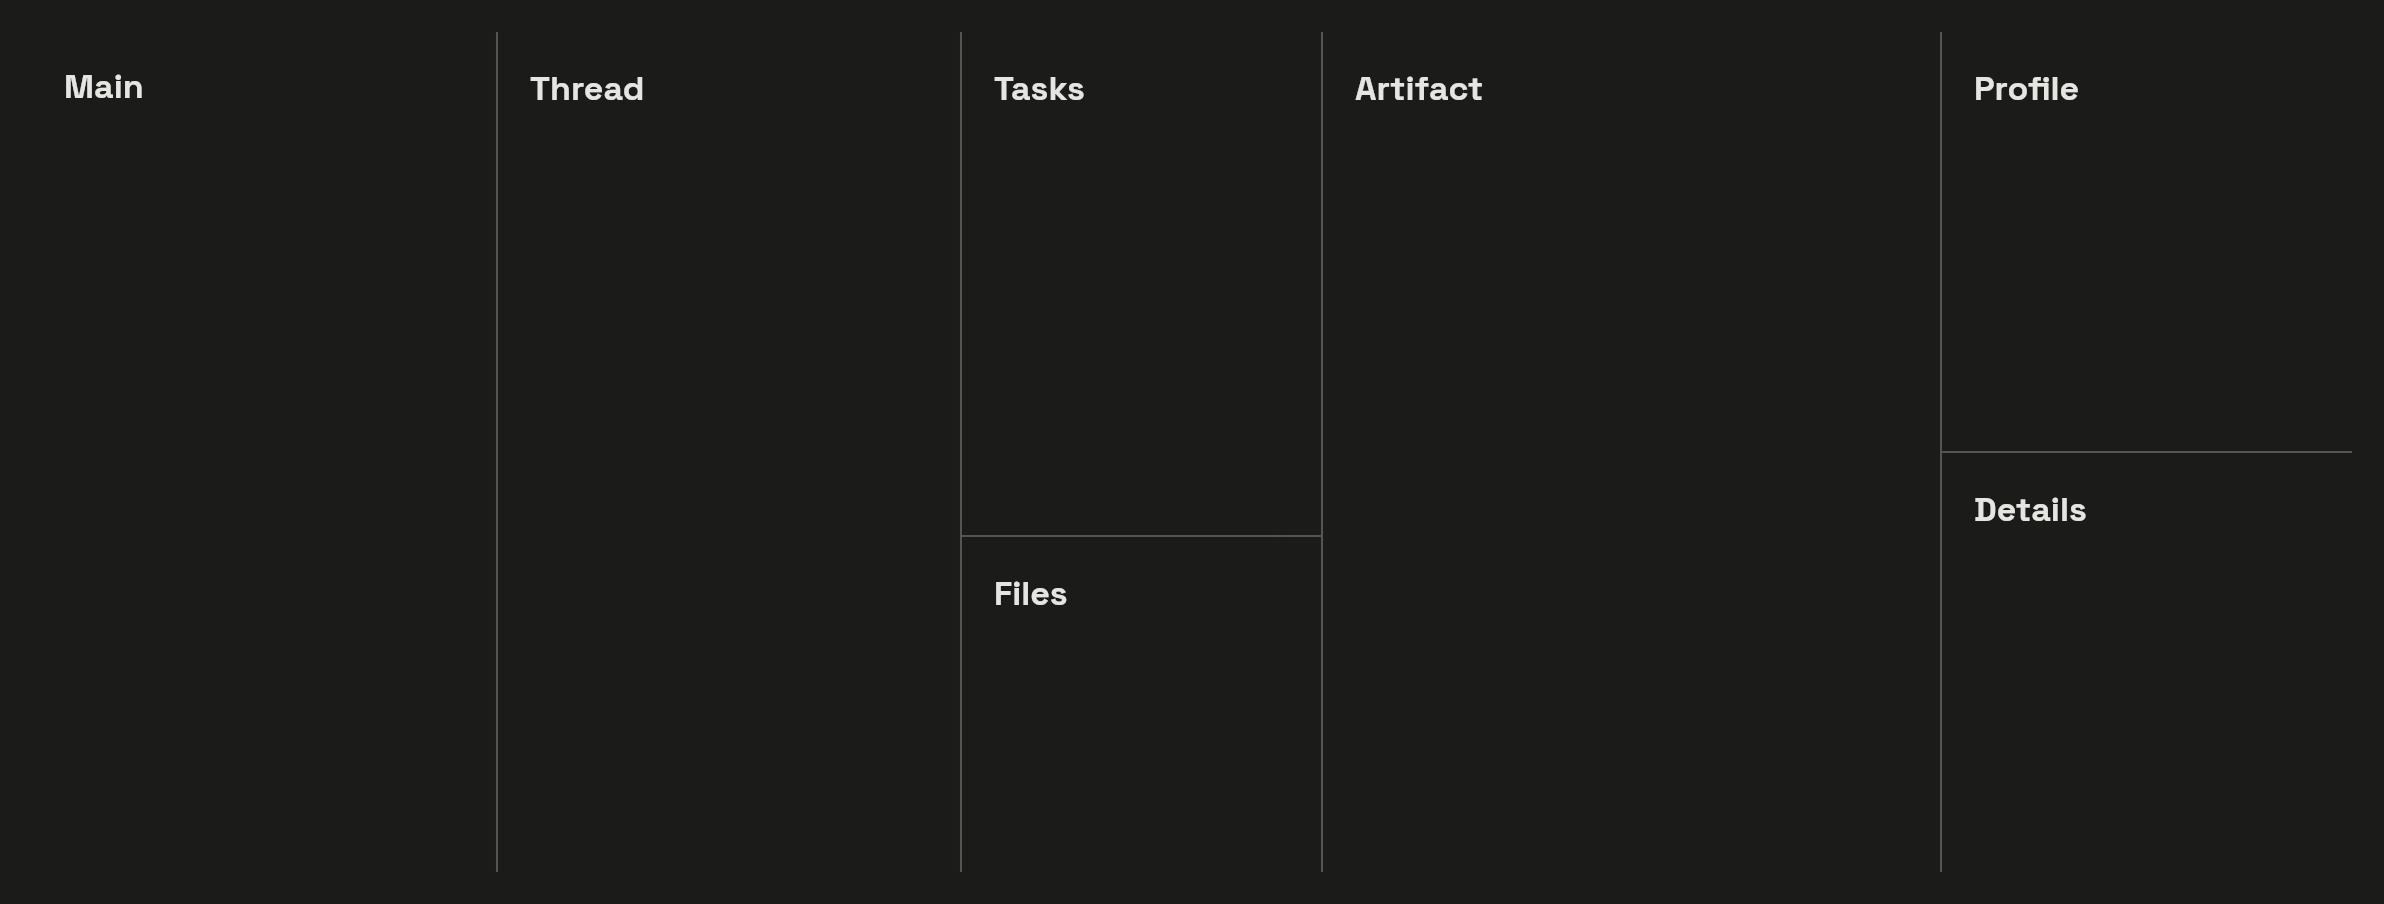 Main
Thread
Tasks
Files
Artifact
Profile
Details